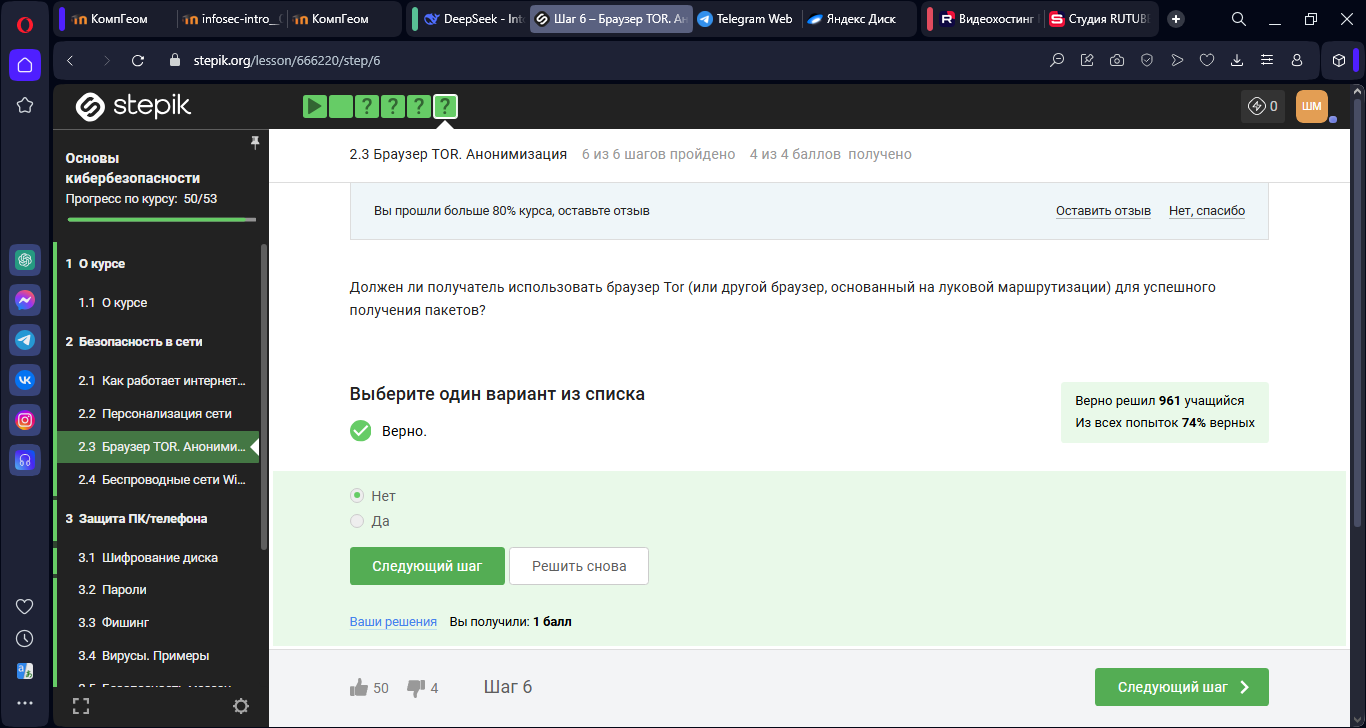 КомпГеом
infosec-intro_
КомпГеом
DeepSeek - Int
Шаг 6 – Браузер TOR. Ан
Telegram Web
Яндекс Диск
Видеохостинг
Студия RUTUBE
stepik.org/lesson/666220/step/6
stepik
? ? ? ?
0
ШМ
Основы
кибербезопасности
Прогресс по курсу: 50/53
1 О курсе
1.1 О курсе
2 Безопасность в сети
2.1 Как работает интернет...
2.2 Персонализация сети
2.3 Браузер TOR. Аноними...
2.4 Беспроводные сети Wi...
3 Защита ПК/телефона
3.1 Шифрование диска
3.2 Пароли
3.3 Фишинг
3.4 Вирусы. Примеры
2.3 Браузер TOR. Анонимизация 6 из 6 шагов пройдено 4 из 4 баллов получено
Вы прошли больше 80% курса, оставьте отзыв
Оставить отзыв Нет, спасибо
Должен ли получатель использовать браузер Tor (или другой браузер, основанный на луковой маршрутизации) для успешного
получения пакетов?
Выберите один вариант из списка
Верно.
Верно решил 961 учащийся
Из всех попыток 74% верных
Нет
Да
Следующий шаг
Решить снова
Ваши решения Вы получили: 1 балл
50
4
Шаг 6
Следующий шаг